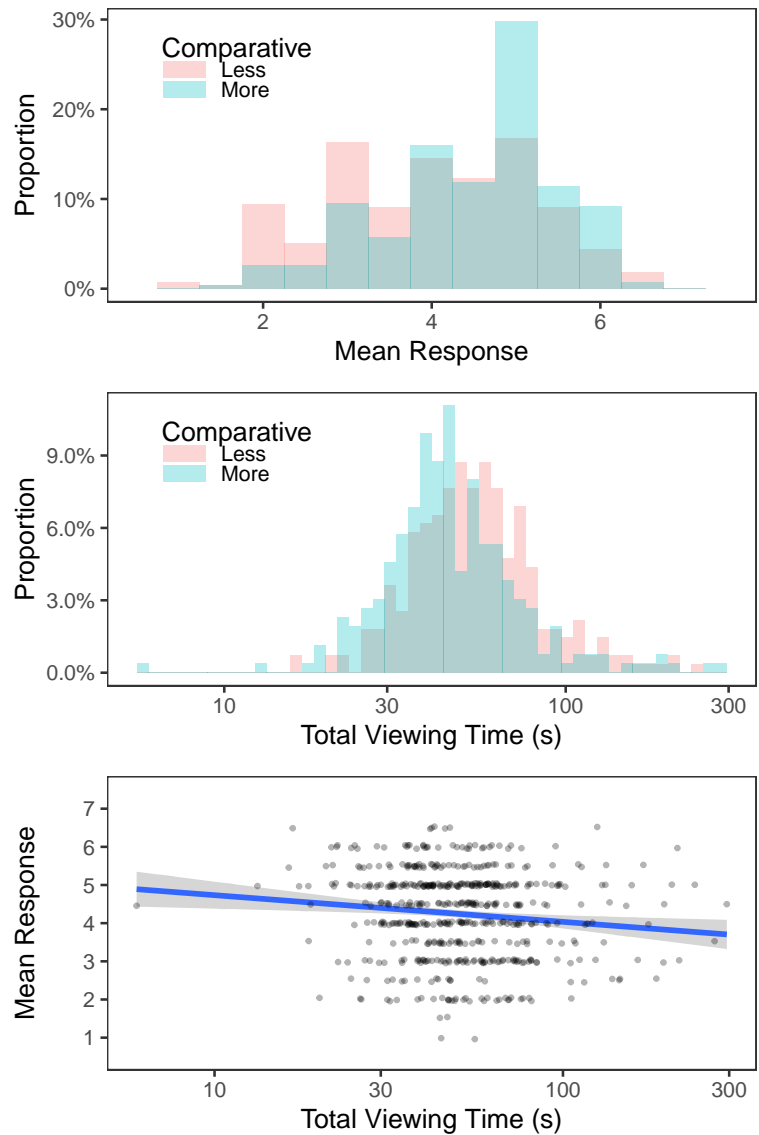 30%
20%
10%
0%
Proportion
Comparative
Less
More
2
4
6
Mean Response
9.0%
6.0%
3.0%
0.0%
Proportion
Comparative
Less
More
10
30
100
300
Total Viewing Time (s)
7
6
5
4
3
2
1
Mean Response
10
30
100
300
Total Viewing Time (s)